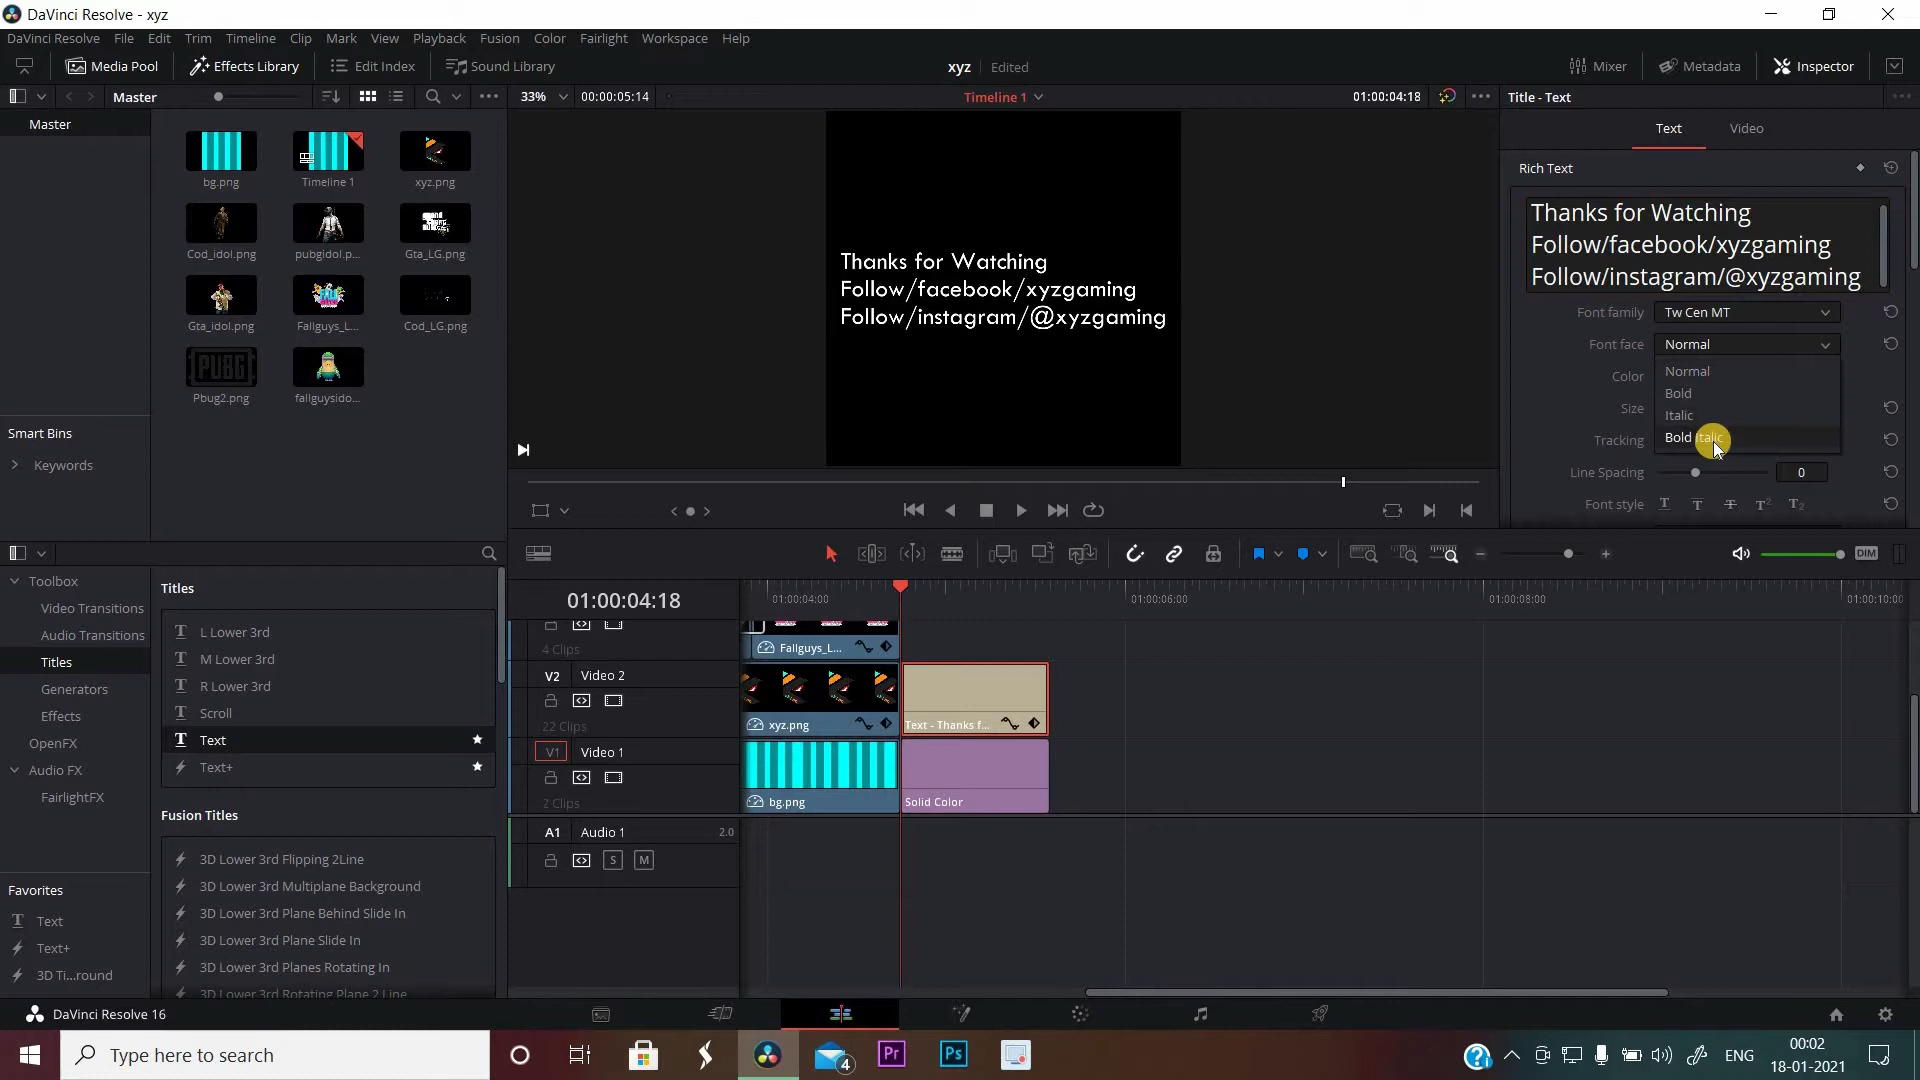 DaVinci Resolve - xyz
DaVinci Resolve File Edit Trim Timeline Clip Mark View Playback Fusion Color Fairlight Workspace Help
Media Pool Effects Library Edit Index Sound Library xyz Edited Mixer Metadata Inspector
Master 33% 00:00:05:14 Timeline 1 01:00:04:18 Title - Text
Master
Text Video
bg.png Timeline 1 xyz.png
Cod_idol.png pubgidol.p... Gta_LG.png
Gta_idol.png Fallguys_L... Cod_LG.png
PUBG
Pbug2.png fallguysido...
Smart Bins
Keywords
Thanks for Watching
Follow/facebook/xyzgaming
Follow/instagram/@xyzgaming
Rich Text
Thanks for Watching
Follow/facebook/xyzgaming
Follow/instagram/@xyzgaming
Font family Tw Cen MT
Font face Normal
Normal
Color
Bold
Size
Italic
Tracking
Bold Italic
Line Spacing 0
Font style
Toolbox
Video Transitions
Audio Transitions
Titles
Generators
Effects
OpenFX
Audio FX
FairlightFX
Favorites
Text
Text+
3D Ti...round
Titles
L Lower 3rd
M Lower 3rd
R Lower 3rd
Scroll
Text
Text+
Fusion Titles
3D Lower 3rd Flipping 2Line
3D Lower 3rd Multiplane Background
3D Lower 3rd Plane Behind Slide In
3D Lower 3rd Plane Slide In
3D Lower 3rd Planes Rotating In
3D Lower 3rd Rotating Plane 2 Line
DIM
01:00:04:18 01:00:04:00 01:00:06:00 01:00:08:00 01:00:10:00
4 Clips Fallguys_L...
V2 Video 2
22 Clips xyz.png Text - Thanks f...
V1 Video 1
2 Clips bg.png Solid Color
A1 Audio 1 2.0
S M
DaVinci Resolve 16
Type here to search
4 Pr Ps
ENG
00:02
18-01-2021